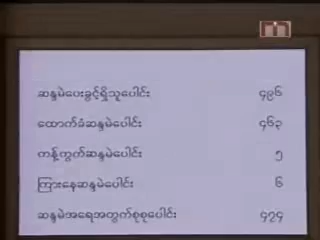 ဆန္ဒမဲပေးခွင့်ရှိသူပေါင်း ၄၉၆
ထောက်ခံဆန္ဒမဲပေါင်း ၄၆၃
ကန့်ကွက်ဆန္ဒမဲပေါင်း ၅
ကြားနေဆန္ဒမဲပေါင်း ၆
ဆန္ဒမဲအရေအတွက်စုစုပေါင်း ၄၇၄